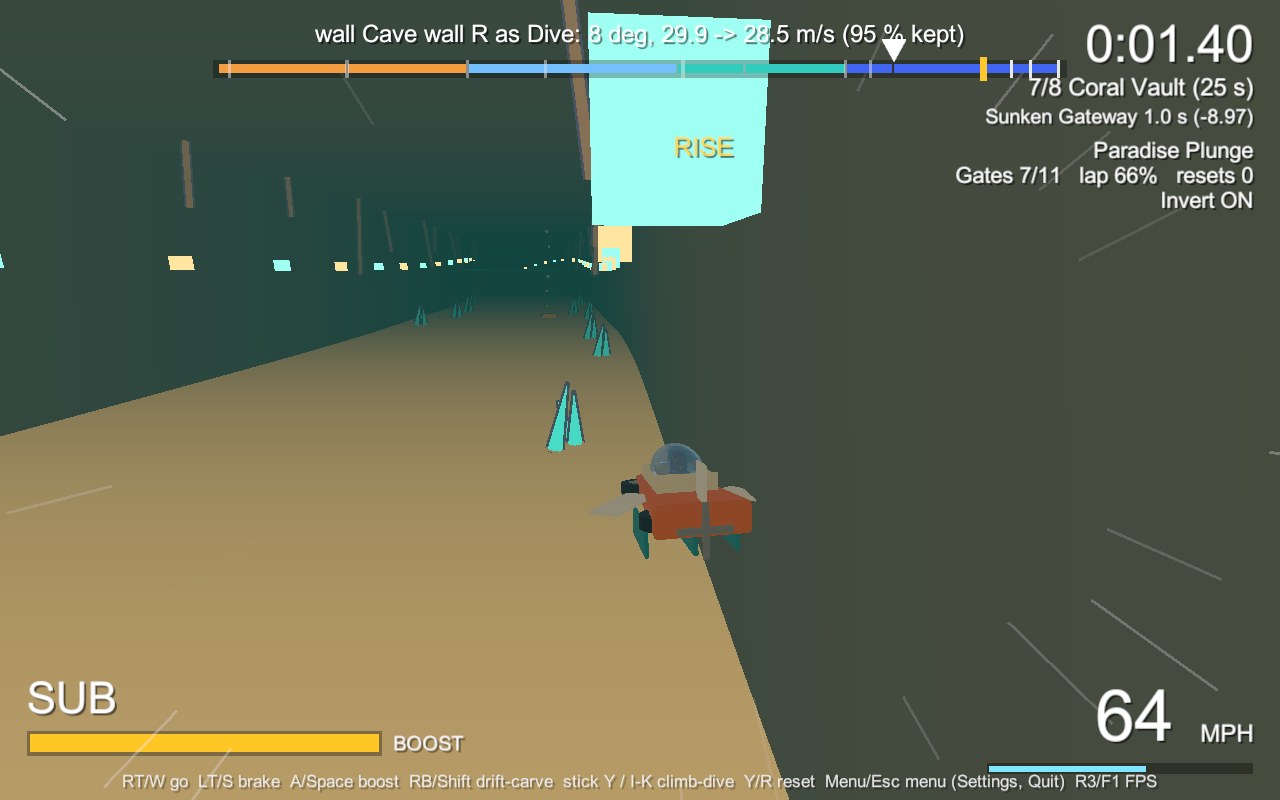 wall Cave wall R as Dive: 8 deg, 29.9 -> 28.5 m/s (95 % kept)
0:01.40
7/8 Coral Vault (25 s)
Sunken Gateway 1.0 s (-8.97)
RISE
Paradise Plunge
Gates 7/11 lap 66% resets 0
Invert ON
SUB
BOOST
64 MPH
RT/W go LT/S brake A/Space boost RB/Shift drift-carve stick Y / I-K climb-dive Y/R reset Menu/Esc menu (Settings, Quit) R3/F1 FPS